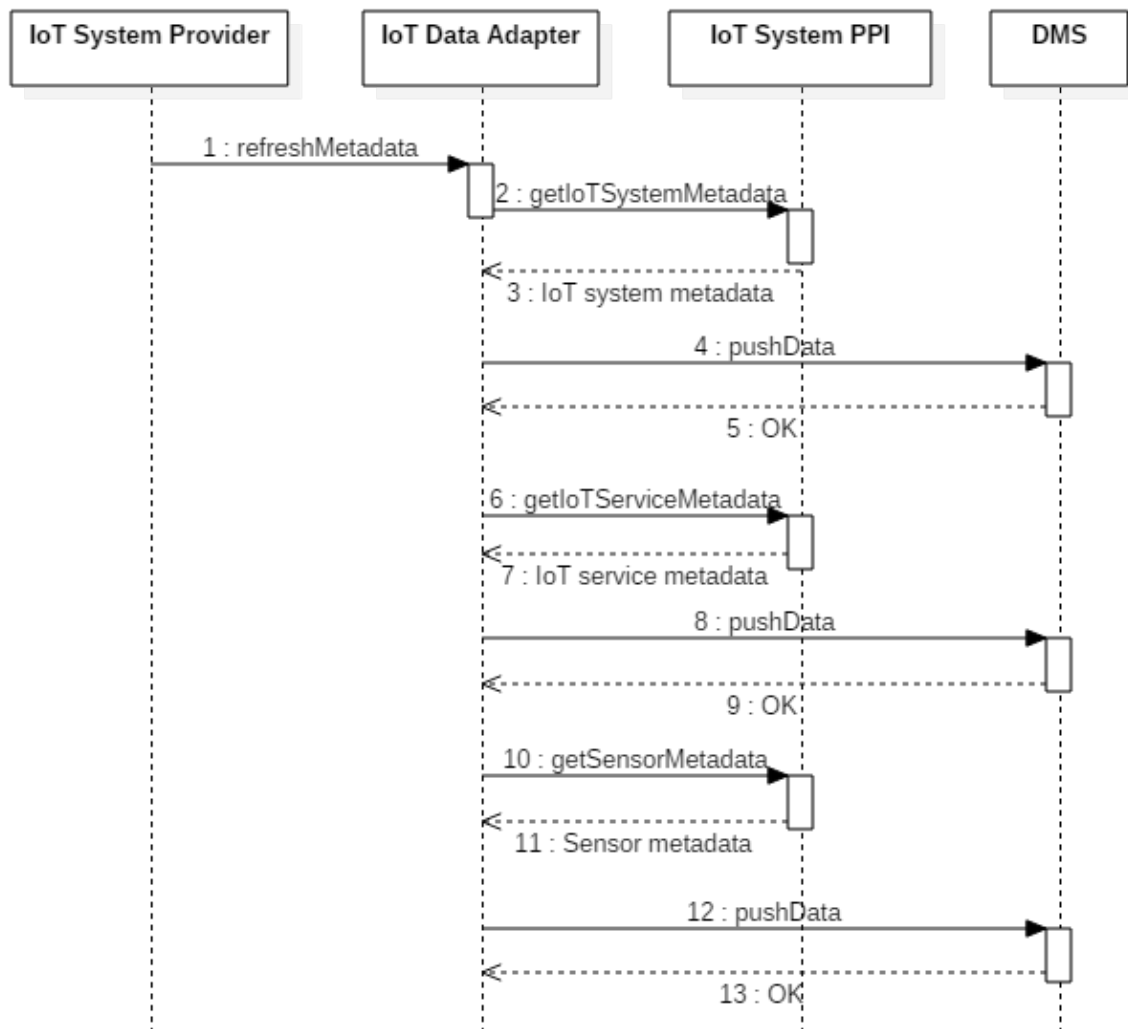 IoT System Provider
IoT Data Adapter
IoT System PPI
DMS
1 : refreshMetadata
2 : getIoTSystemMetadata
3 : IoT system metadata
4 : pushData
5 : OK
6 : getIoTServiceMetadata
7 : IoT service metadata
8 : pushData
9 : OK
10 : getSensorMetadata
11 : Sensor metadata
12 : pushData
13 : OK